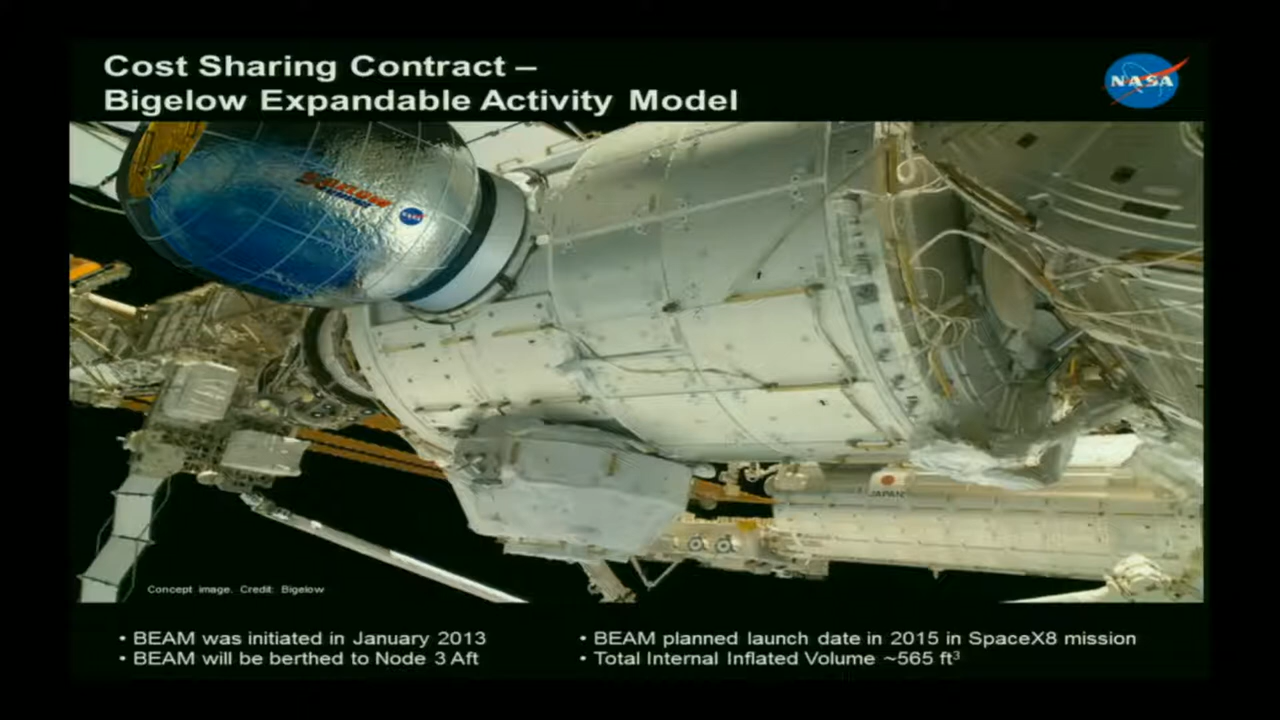 Cost Sharing Contract –
Bigelow Expandable Activity Model
NASA
BIGELOW
NASA
JAPAN
Concept image. Credit: Bigelow
• BEAM was initiated in January 2013
• BEAM will be berthed to Node 3 Aft
• BEAM planned launch date in 2015 in SpaceX8 mission
• Total Internal Inflated Volume ~565 ft³